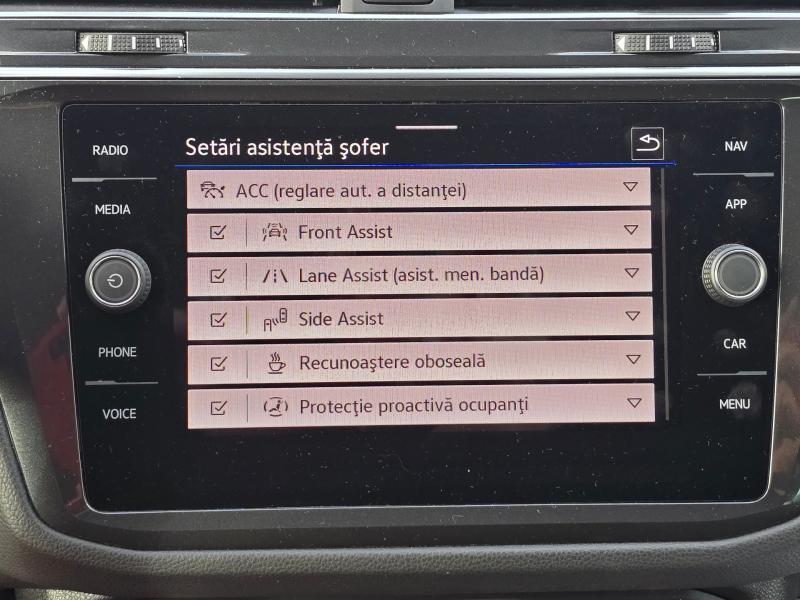 RADIO
MEDIA
PHONE
VOICE
Setări asistenţă şofer
ACC (reglare aut. a distanţei)
Front Assist
Lane Assist (asist. men. bandă)
Side Assist
Recunoaştere oboseală
Protecţie proactivă ocupanţi
NAV
APP
CAR
MENU